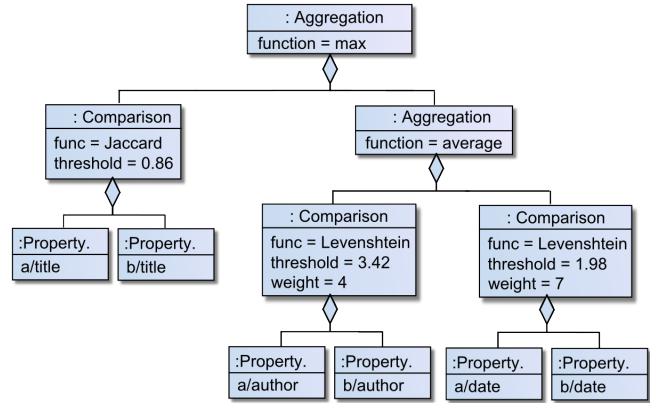 : Aggregation
function = max
: Comparison
func = Jaccard
threshold = 0.86
: Aggregation
function = average
:Property.
a/title
:Property.
b/title
: Comparison
func = Levenshtein
threshold = 3.42
weight = 4
: Comparison
func = Levenshtein
threshold = 1.98
weight = 7
:Property.
a/author
:Property.
b/author
:Property.
a/date
:Property.
b/date